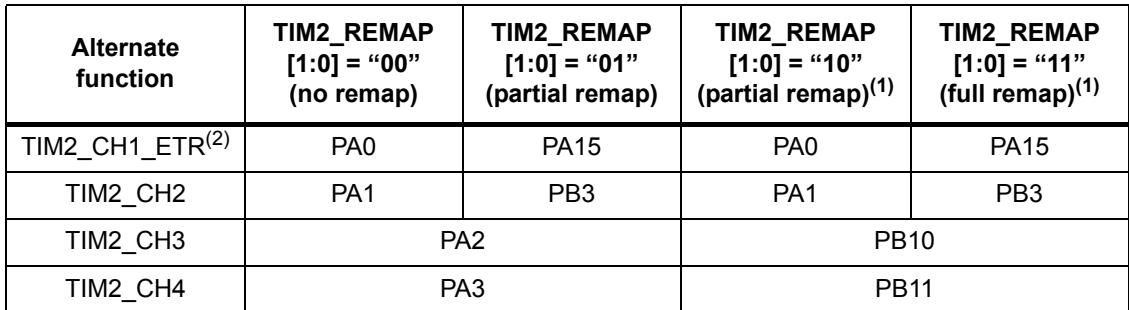 Alternate function	TIM2_REMAP [1:0] = “00” (no remap)	TIM2_REMAP [1:0] = “01” (partial remap)	TIM2_REMAP [1:0] = “10” (partial remap)(1)	TIM2_REMAP [1:0] = “11” (full remap)(1)
TIM2_CH1_ETR(2)	PA0	PA15	PA0	PA15
TIM2_CH2	PA1	PB3	PA1	PB3
TIM2_CH3	PA2	PB10
TIM2_CH4	PA3	PB11